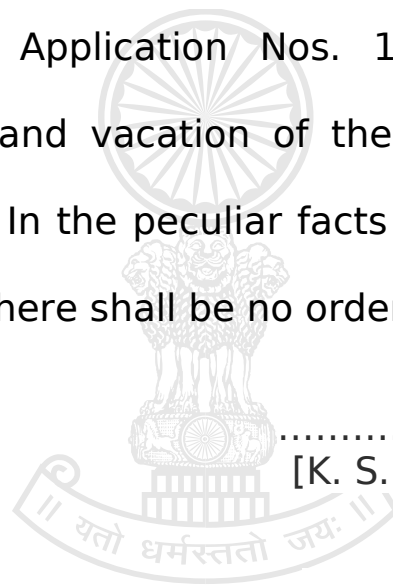 Application Nos. 1
and vacation of the
In the peculiar facts
here shall be no order
..........
[K. S.
॥ यतो धर्मस्ततो जयः ॥